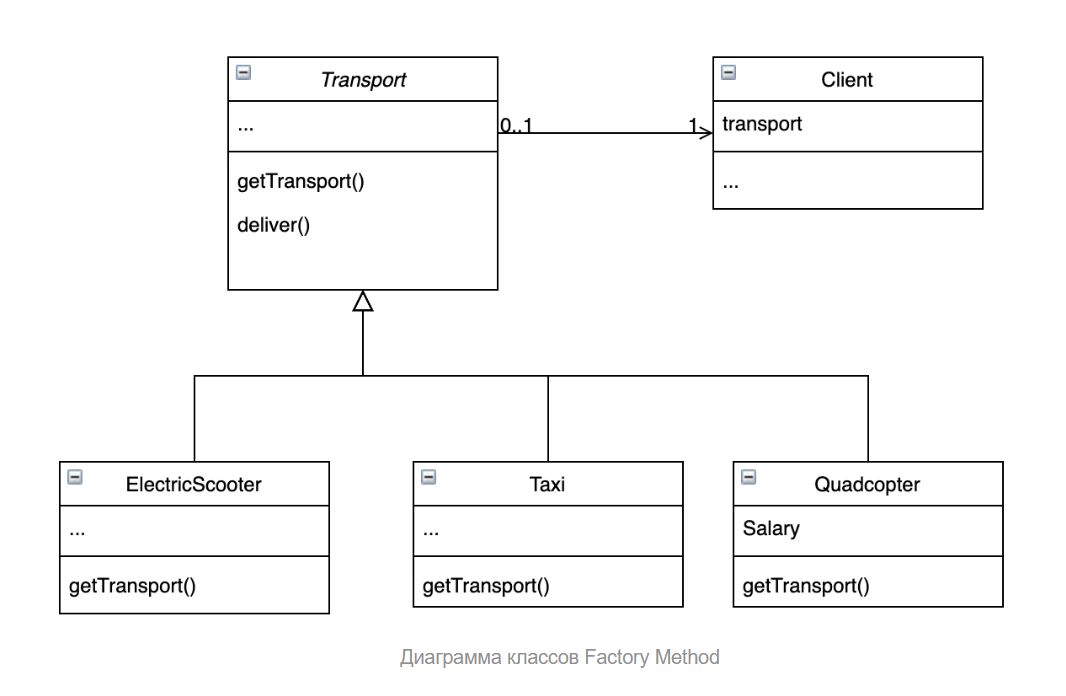 Transport
...
getTransport()
deliver()
0..1
1
Client
transport
...
ElectricScooter
...
getTransport()
Taxi
...
getTransport()
Quadcopter
Salary
getTransport()
Диаграмма классов Factory Method